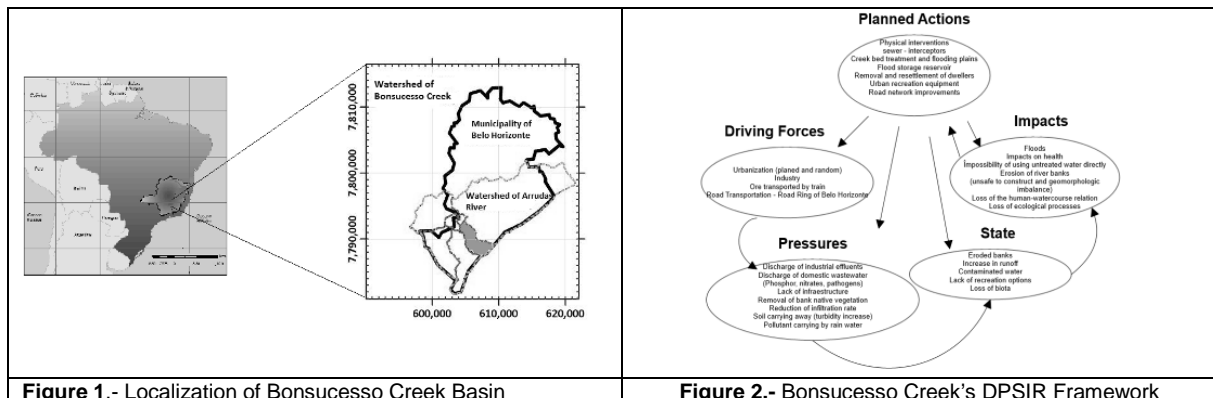 Watershed of
Bonsucesso Creek
Municipality of
Belo Horizonte
Watershed of Arrudas
River
7,810,000
7,800,000
7,790,000
600,000
610,000
620,000
Figure 1.- Localization of Bonsucesso Creek Basin
Planned Actions
Physical interventions
sewer - interceptors
Creek bed treatment and flooding plains
Flood storage reservoir
Removal and resettlement of dwellers
Urban recreation equipment
Road network improvements
Driving Forces
Urbanization (planed and random)
Industry
Ore transported by train
Road Transportation - Road Ring of Belo Horizonte
Impacts
Floods
Impacts on health
Impossibility of using untreated water directly
Erosion of river banks
(unsafe to construct and geomorphologic
imbalance)
Loss of the human-watercourse relation
Loss of ecological processes
Pressures
Discharge of industrial effluents
Discharge of domestic wastewater
(Phosphor, nitrates, pathogens)
Lack of infrastructure
Removal of bank native vegetation
Reduction of infiltration rate
Soil carrying away (turbidity increase)
Pollutant carrying by rain water
State
Eroded banks
Increase in runoff
Contaminated water
Lack of recreation options
Loss of biota
Figure 2.- Bonsucesso Creek's DPSIR Framework